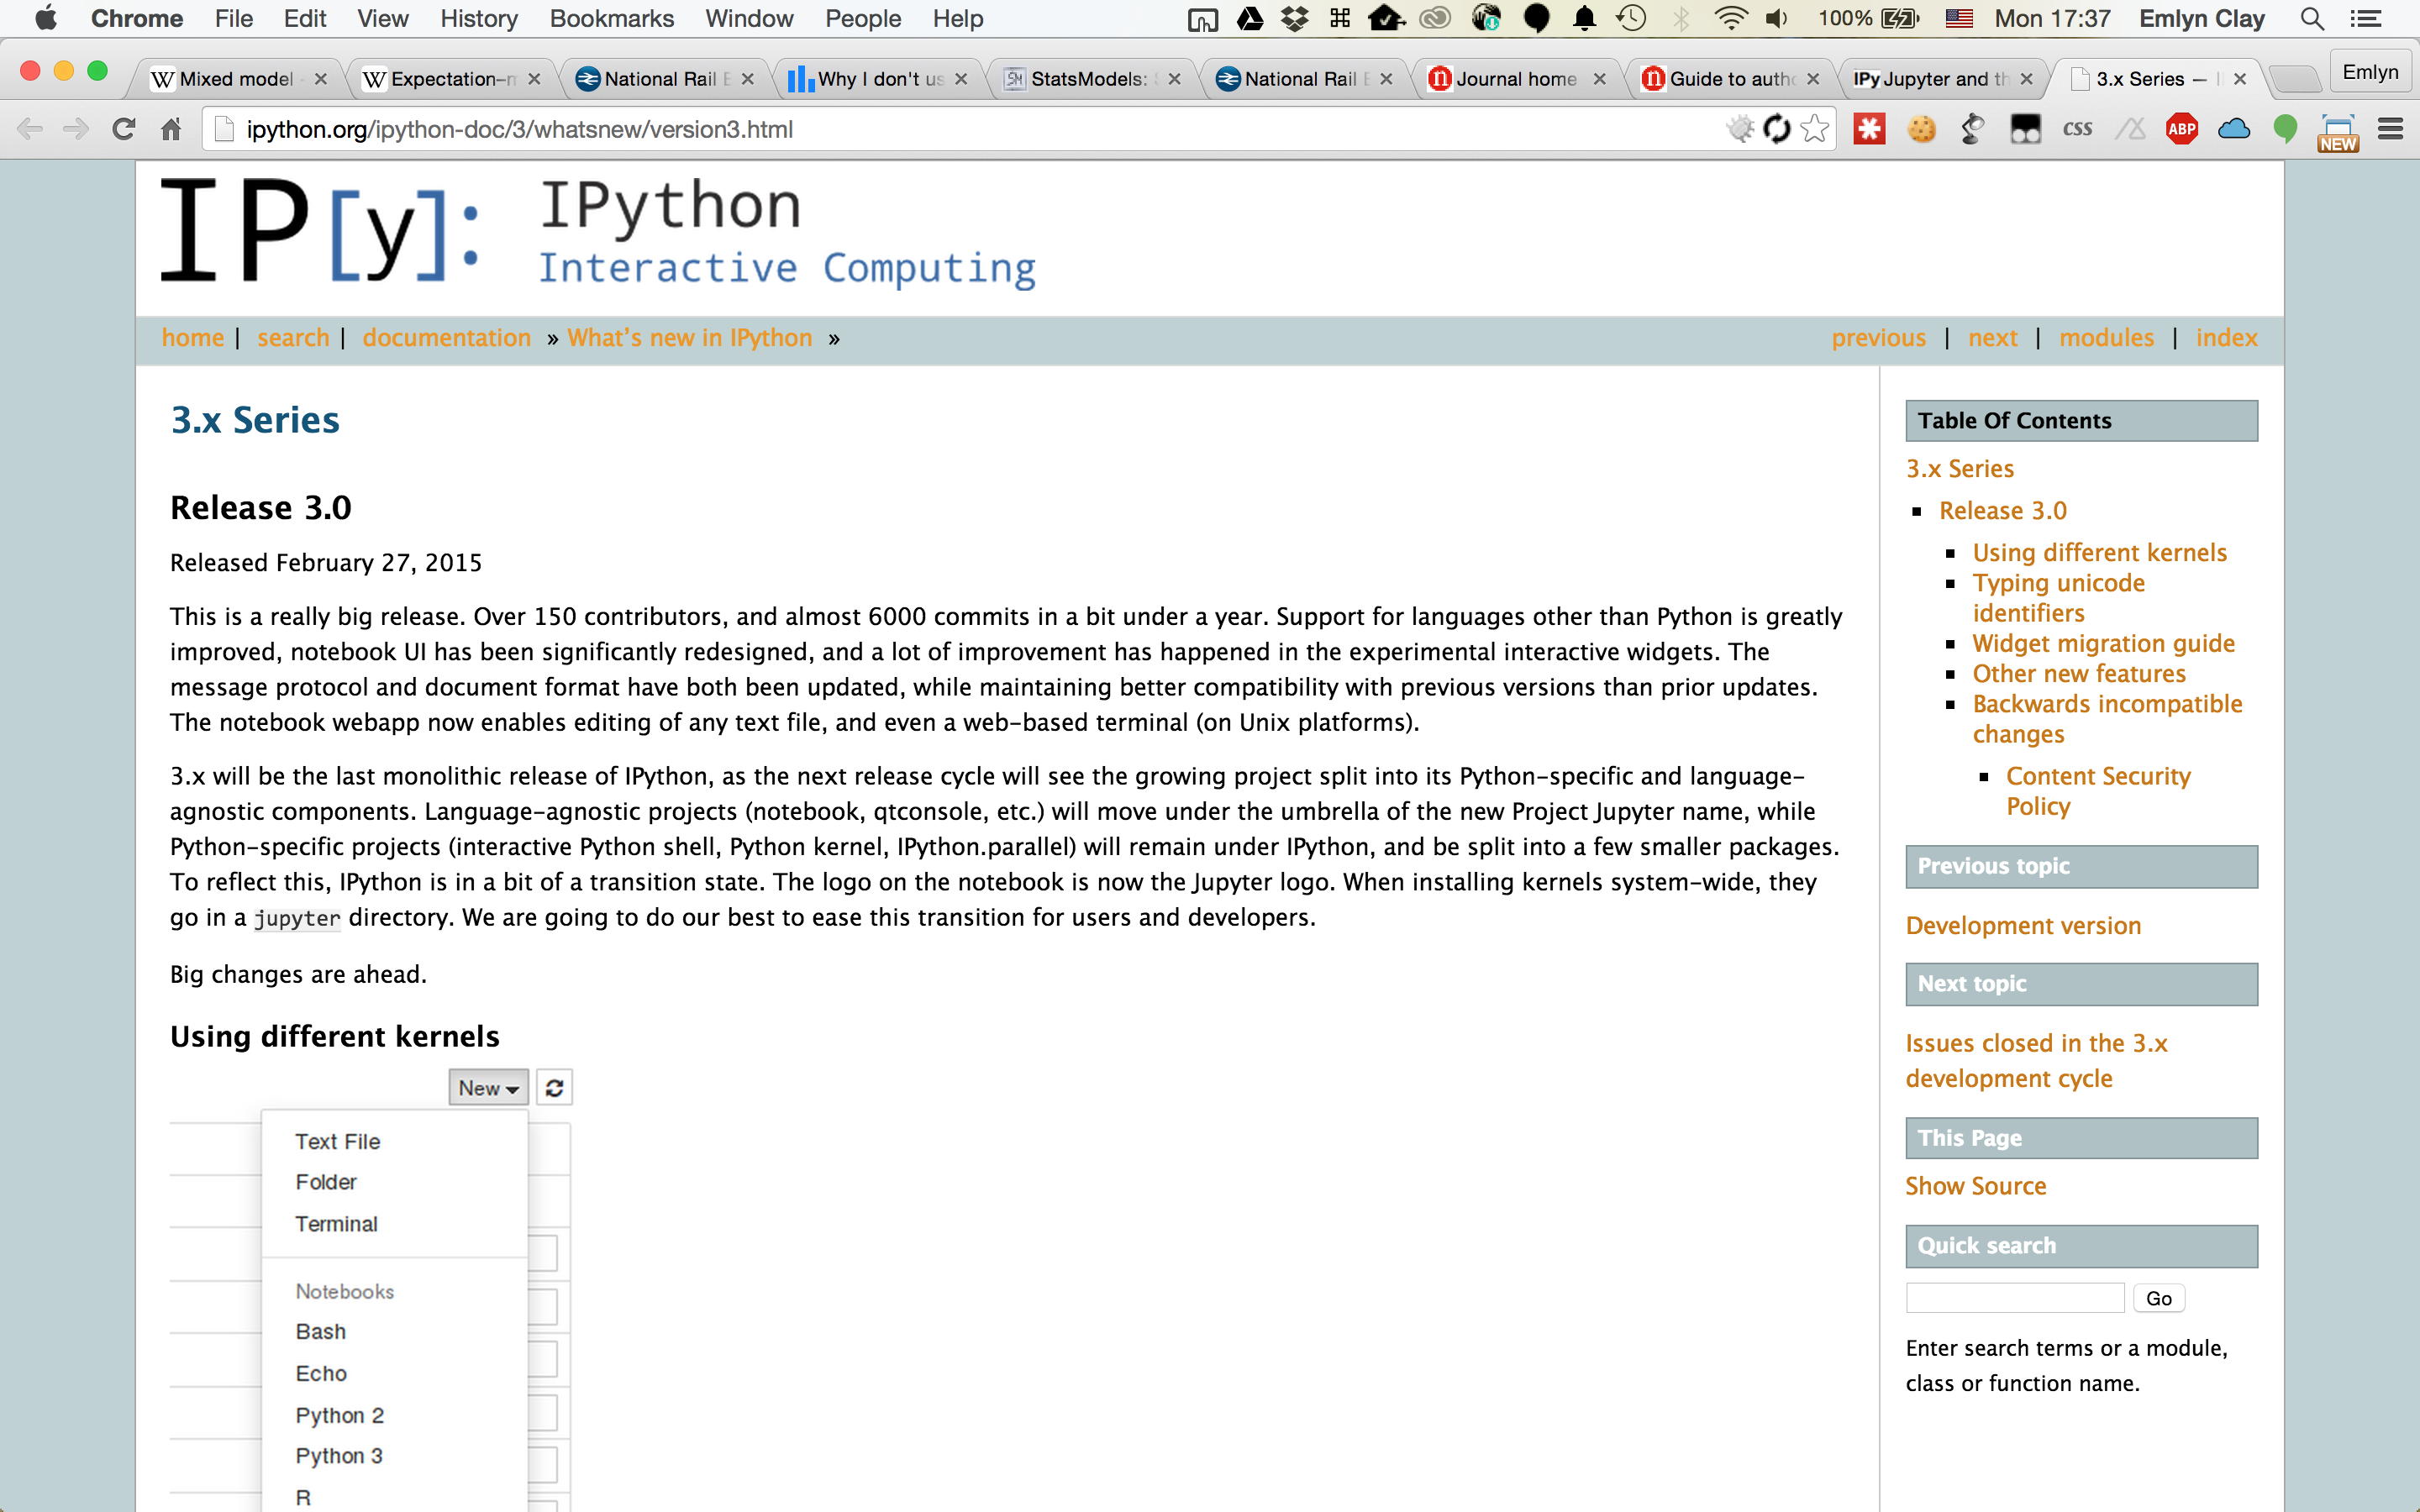 Chrome File Edit View History Bookmarks Window People Help 100% Mon 17:37 Emlyn Clay
Mixed model - Expectation-m National Rail E Why I don't us StatsModels: S National Rail E Journal home Guide to autho IPy Jupyter and th 3.x Series — Emlyn
ipython.org/ipython-doc/3/whatsnew/version3.html CSS ABP NEW
IP[y]: IPython
Interactive Computing
home | search | documentation » What's new in IPython » previous | next | modules | index
3.x Series
Release 3.0
Released February 27, 2015
This is a really big release. Over 150 contributors, and almost 6000 commits in a bit under a year. Support for languages other than Python is greatly
improved, notebook UI has been significantly redesigned, and a lot of improvement has happened in the experimental interactive widgets. The
message protocol and document format have both been updated, while maintaining better compatibility with previous versions than prior updates.
The notebook webapp now enables editing of any text file, and even a web-based terminal (on Unix platforms).
3.x will be the last monolithic release of IPython, as the next release cycle will see the growing project split into its Python-specific and language-
agnostic components. Language-agnostic projects (notebook, qtconsole, etc.) will move under the umbrella of the new Project Jupyter name, while
Python-specific projects (interactive Python shell, Python kernel, IPython.parallel) will remain under IPython, and be split into a few smaller packages.
To reflect this, IPython is in a bit of a transition state. The logo on the notebook is now the Jupyter logo. When installing kernels system-wide, they
go in a jupyter directory. We are going to do our best to ease this transition for users and developers.
Big changes are ahead.
Using different kernels
New
Text File
Folder
Terminal
Notebooks
Bash
Echo
Python 2
Python 3
R
Table Of Contents
3.x Series
Release 3.0
Using different kernels
Typing unicode
identifiers
Widget migration guide
Other new features
Backwards incompatible
changes
Content Security
Policy
Previous topic
Development version
Next topic
Issues closed in the 3.x
development cycle
This Page
Show Source
Quick search
Go
Enter search terms or a module,
class or function name.